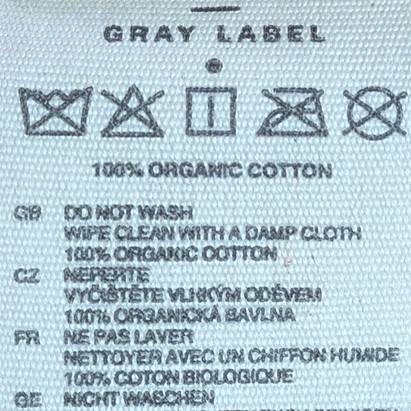 GRAY LABEL
100% ORGANIC COTTON
GB DO NOT WASH
WIPE CLEAN WITH A DAMP CLOTH
100% ORGANIC COTTON
CZ NEPERTE
VYČISTĚTE VLHKÝM ODĚVEM
100% ORGANICKÁ BAVLNA
FR NE PAS LAVER
NETTOYER AVEC UN CHIFFON HUMIDE
100% COTON BIOLOGIQUE
GE NICHT WASCHEN